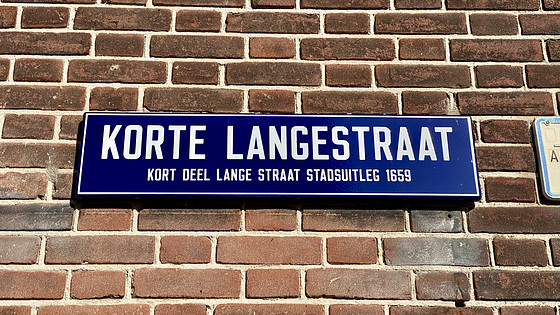 KORTE LANGESTRAAT
KORT DEEL LANGE STRAAT STADSUITLEG 1659